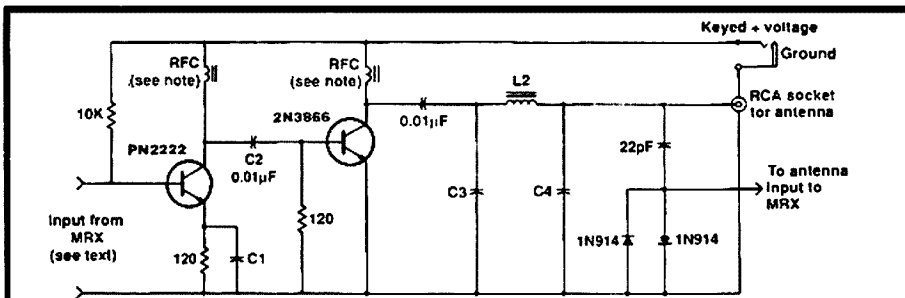 Keyed + voltage
Ground
RFC
(see note)
RFC
(see note)
L2
RCA socket
tor antenna
10K
2N3866
0.01µF
PN2222
C2
0.01µF
22pF
C3
C4
To antenna
Input to
MRX
Input from
MRX
(see text)
120
120
C1
1N914
1N914